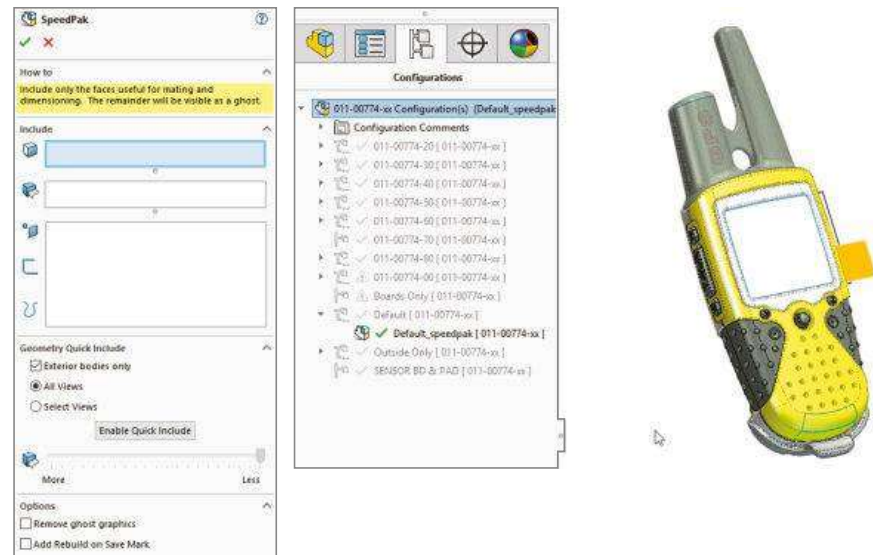 SpeedPak
How to
Include only the faces useful for mating and
dimensioning. The remainder will be visible as a ghost.
Include
Geometry Quick Include
Exterior bodies only
All Views
Select Views
Enable Quick Include
More Less
Options
Remove ghost graphics
Add Rebuild on Save Mark
Configurations
011-00774-xx Configuration(s) (Default_speedpak
Configuration Comments
011-00774-20 [ 011-00774-xx ]
011-00774-30 [ 011-00774-xx ]
011-00774-40 [ 011-00774-xx ]
011-00774-50 [ 011-00774-xx ]
011-00774-60 [ 011-00774-xx ]
011-00774-70 [ 011-00774-xx ]
011-00774-80 [ 011-00774-xx ]
011-00774-00 [ 011-00774-xx ]
Boards Only [ 011-00774-xx ]
Default [ 011-00774-xx ]
Default_speedpak [ 011-00774-xx ]
Outside Only [ 011-00774-xx ]
SENSOR BD & PAD [ 011-00774-xx ]
GPS